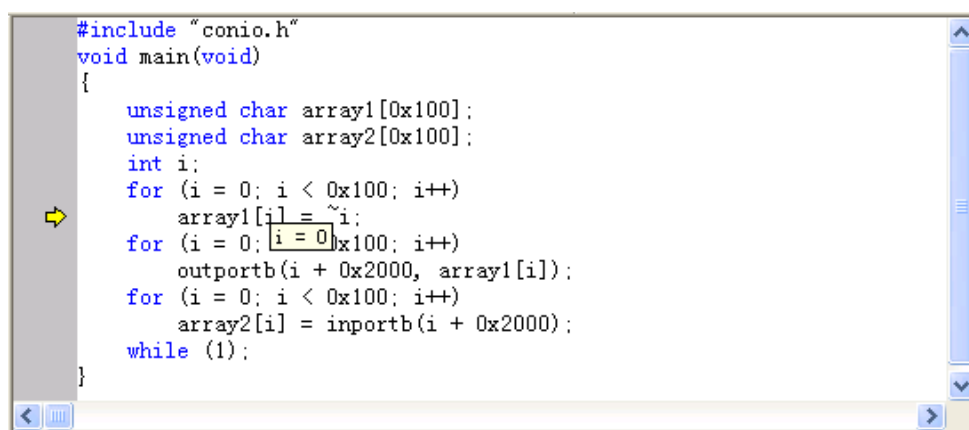 #include "conio.h"
void main(void)
{
    unsigned char array1[0x100];
    unsigned char array2[0x100];
    int i;
    for (i = 0; i < 0x100; i++)
        array1[i] = ~i;
    for (i = 0; i = 0 0x100; i++)
        outportb(i + 0x2000, array1[i]);
    for (i = 0; i < 0x100; i++)
        array2[i] = inportb(i + 0x2000);
    while (1);
}